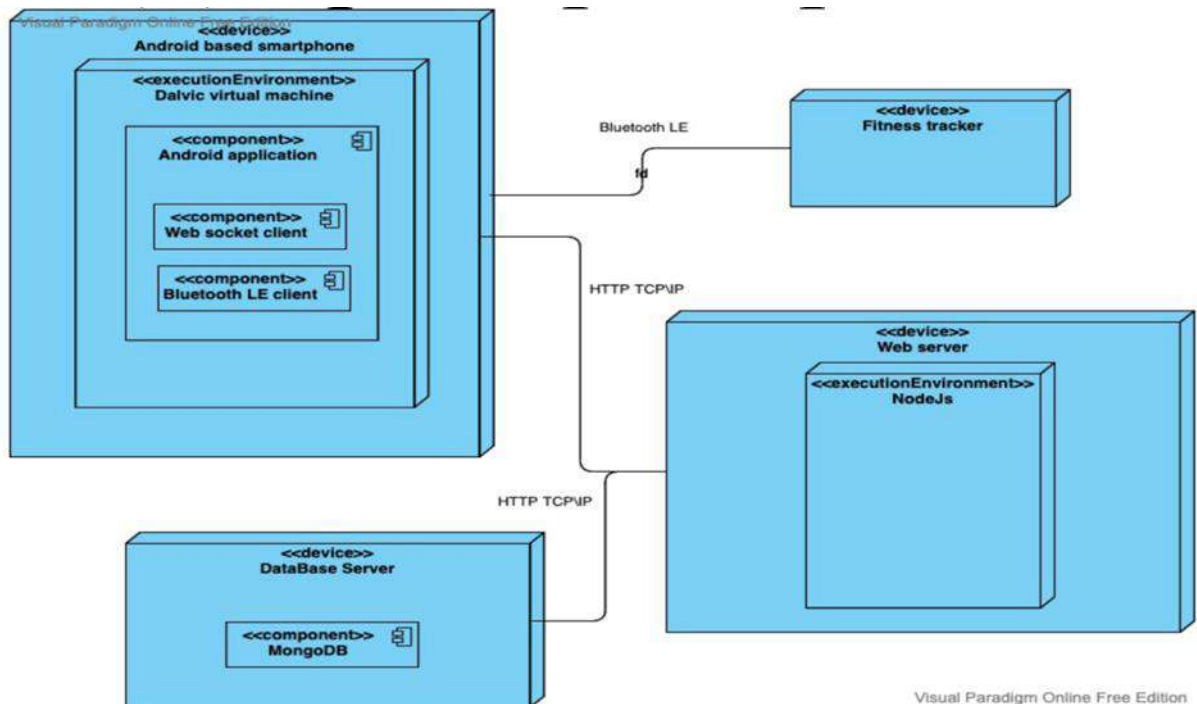 Visual Paradigm Online Free Edition
<<device>>
Android based smartphone
<<executionEnvironment>>
Dalvic virtual machine
<<component>>
Android application
<<component>>
Web socket client
<<component>>
Bluetooth LE client
Bluetooth LE
fd
<<device>>
Fitness tracker
HTTP TCP\IP
<<device>>
Web server
<<executionEnvironment>>
NodeJs
HTTP TCP\IP
<<device>>
DataBase Server
<<component>>
MongoDB
Visual Paradigm Online Free Edition